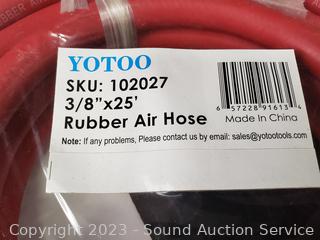 YOTOO
SKU: 102027
3/8"x25'
Rubber Air Hose
6 57228 91613 4
Made In China
Note: If any problems, Please contact us by email: sales@yotootools.com
Copyright 2023 - Sound Auction Service